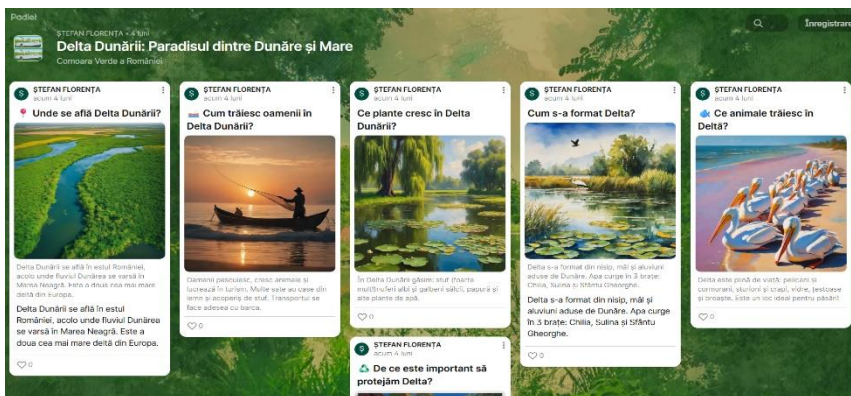 Padlet
ȘTEFAN FLORENȚA • 4 luni
Delta Dunării: Paradisul dintre Dunăre și Mare
Comoara Verde a României
Înregistrare
ȘTEFAN FLORENȚA
acum 4 luni
Unde se află Delta Dunării?
Delta Dunării se află în estul României,
acolo unde fluviul Dunărea se varsă în
Marea Neagră. Este a doua cea mai mare
deltă din Europa.
Delta Dunării se află în estul
României, acolo unde fluviul Dunărea
se varsă în Marea Neagră. Este a
doua cea mai mare deltă din Europa.
0
ȘTEFAN FLORENȚA
acum 4 luni
Cum trăiesc oamenii în
Delta Dunării?
Oamenii pescuiesc, cresc animale și
lucrează în turism. Multe sate au case din
lemn și acoperiș de stuf. Transportul se
face adesea cu barca.
0
ȘTEFAN FLORENȚA
acum 4 luni
Ce plante cresc în Delta
Dunării?
În Delta Dunării găsim: stuf (foarte
mult)nuferi albi și galbeni sălcii, papură și
alte plante de apă.
0
ȘTEFAN FLORENȚA
acum 4 luni
De ce este important să
protejăm Delta?
ȘTEFAN FLORENȚA
acum 4 luni
Cum s-a format Delta?
Delta s-a format din nisip, mâl și aluviuni
aduse de Dunăre. Apa curge în 3 brațe:
Chilia, Sulina și Sfântu Gheorghe.
Delta s-a format din nisip, mâl și
aluviuni aduse de Dunăre. Apa curge
în 3 brațe: Chilia, Sulina și Sfântu
Gheorghe.
0
ȘTEFAN FLORENȚA
acum 4 luni
Ce animale trăiesc în
Deltă?
Delta este plină de viață: pelicani și
cormorani, sturioni și crapi, vidre, țestoase
și broaște. Este un loc ideal pentru păsări!
0